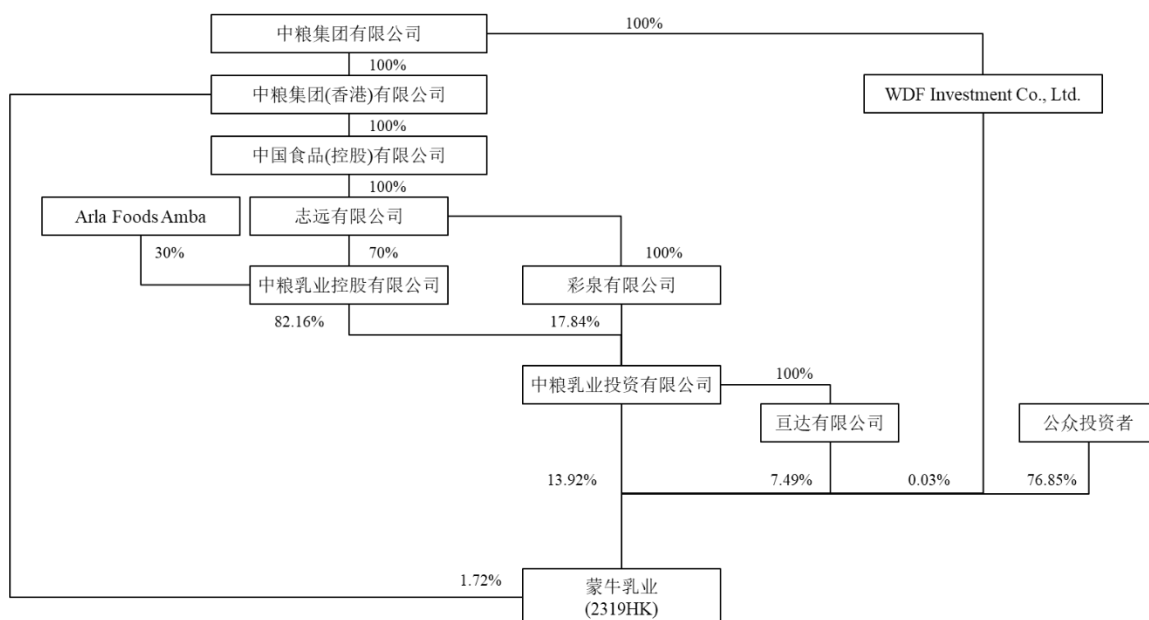 中粮集团有限公司
100%
100%
中粮集团(香港)有限公司
WDF Investment Co., Ltd.
100%
中国食品(控股)有限公司
100%
Arla Foods Amba
志远有限公司
30%
70%
100%
中粮乳业控股有限公司
彩泉有限公司
82.16%
17.84%
中粮乳业投资有限公司
100%
亘达有限公司
公众投资者
13.92%
7.49%
0.03%
76.85%
1.72%
蒙牛乳业
(2319HK)